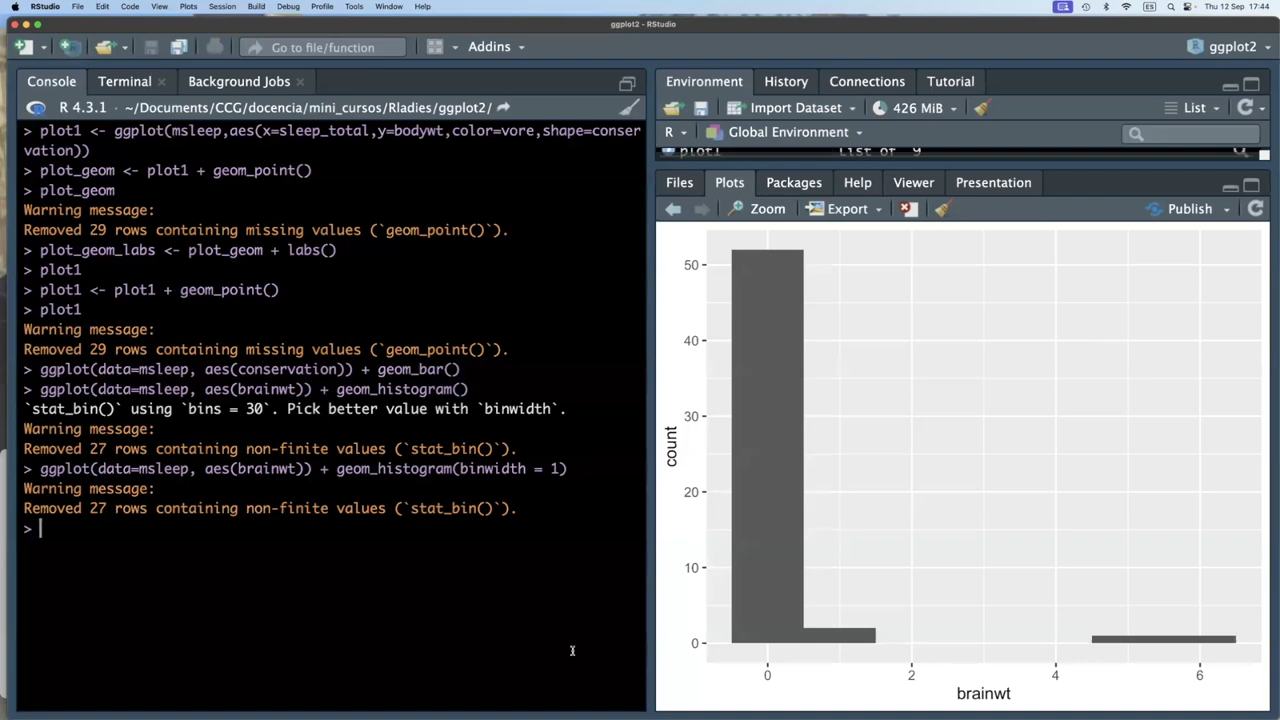 RStudio File Edit Code View Plots Session Build Debug Profile Tools Window Help ES Thu 12 Sep 17:44
ggplot2 - RStudio
Go to file/function Addins ggplot2
Console Terminal Background Jobs
R 4.3.1 · ~/Documents/CCG/docencia/mini_cursos/Rladies/ggplot2/
> plot1 <- ggplot(msleep,aes(x=sleep_total,y=bodywt,color=vore,shape=conser
vation))
> plot_geom <- plot1 + geom_point()
> plot_geom
Warning message:
Removed 29 rows containing missing values (`geom_point()`).
> plot_geom_labs <- plot_geom + labs()
> plot1
> plot1 <- plot1 + geom_point()
> plot1
Warning message:
Removed 29 rows containing missing values (`geom_point()`).
> ggplot(data=msleep, aes(conservation)) + geom_bar()
> ggplot(data=msleep, aes(brainwt)) + geom_histogram()
`stat_bin()` using `bins = 30`. Pick better value with `binwidth`.
Warning message:
Removed 27 rows containing non-finite values (`stat_bin()`).
> ggplot(data=msleep, aes(brainwt)) + geom_histogram(binwidth = 1)
Warning message:
Removed 27 rows containing non-finite values (`stat_bin()`).
>
Environment History Connections Tutorial
Import Dataset 426 MiB List
R Global Environment
plot1 List of 9
Files Plots Packages Help Viewer Presentation
Zoom Export Publish
50
40
30
20
10
0
count
0 2 4 6
brainwt